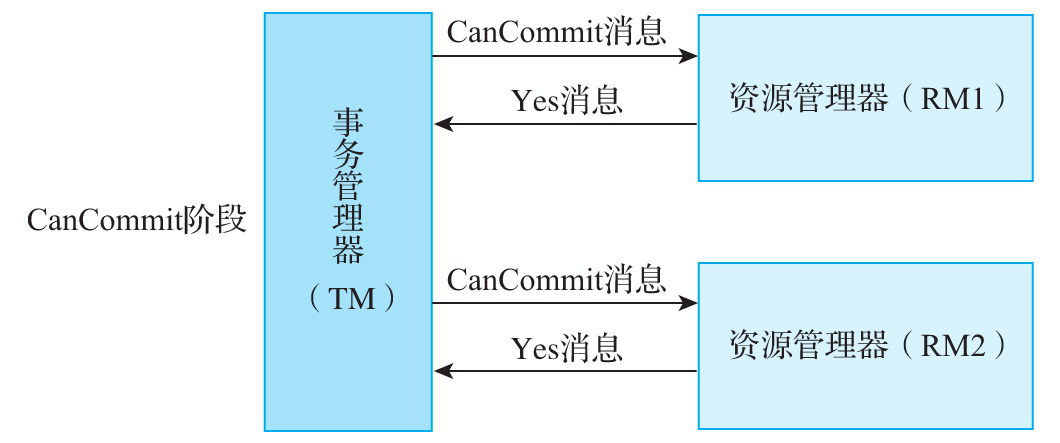 CanCommit阶段
事务管理器
（TM）
CanCommit消息
Yes消息
资源管理器（RM1）
CanCommit消息
Yes消息
资源管理器（RM2）